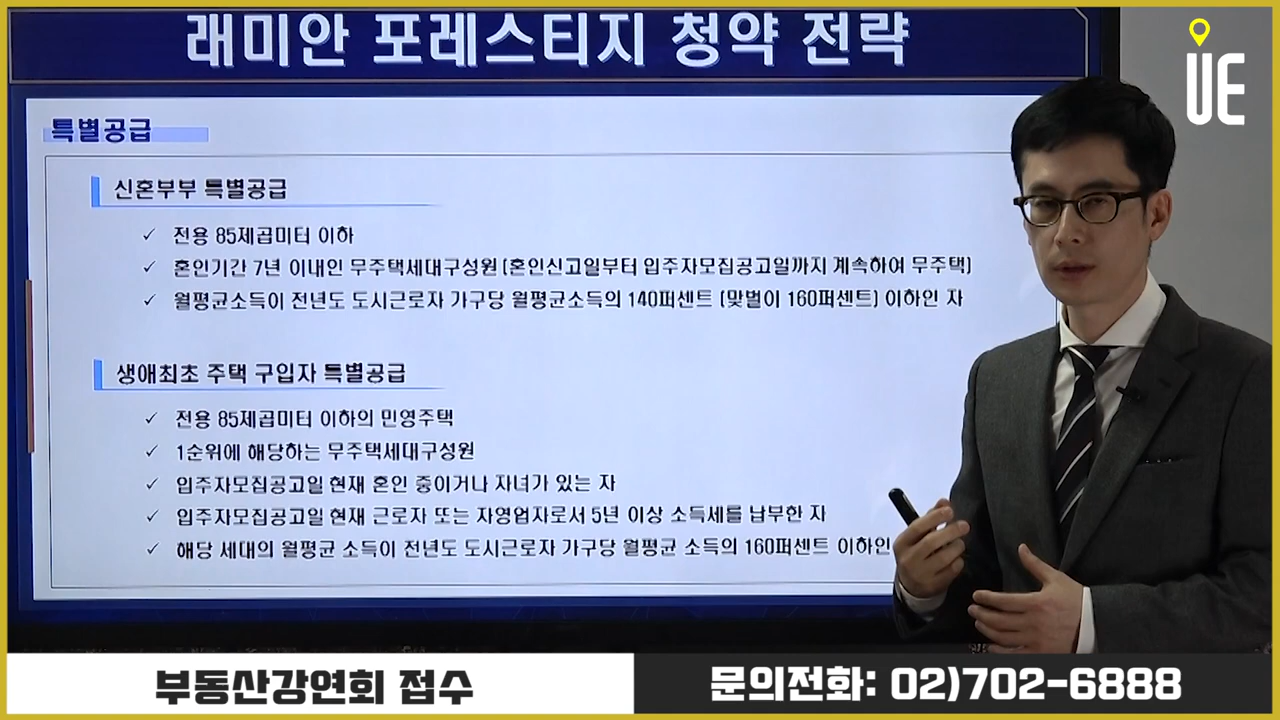 래미안 포레스티지 청약 전략
UE
특별공급
신혼부부 특별공급
✓ 전용 85제곱미터 이하
✓ 혼인기간 7년 이내인 무주택세대구성원 (혼인신고일부터 입주자모집공고일까지 계속하여 무주택)
✓ 월평균소득이 전년도 도시근로자 가구당 월평균소득의 140퍼센트 (맞벌이 160퍼센트) 이하인 자
생애최초 주택 구입자 특별공급
✓ 전용 85제곱미터 이하의 민영주택
✓ 1순위에 해당하는 무주택세대구성원
✓ 입주자모집공고일 현재 혼인 중이거나 자녀가 있는 자
✓ 입주자모집공고일 현재 근로자 또는 자영업자로서 5년 이상 소득세를 납부한 자
✓ 해당 세대의 월평균 소득이 전년도 도시근로자 가구당 월평균 소득의 160퍼센트 이하인
부동산강연회 접수
문의전화: 02)702-6888